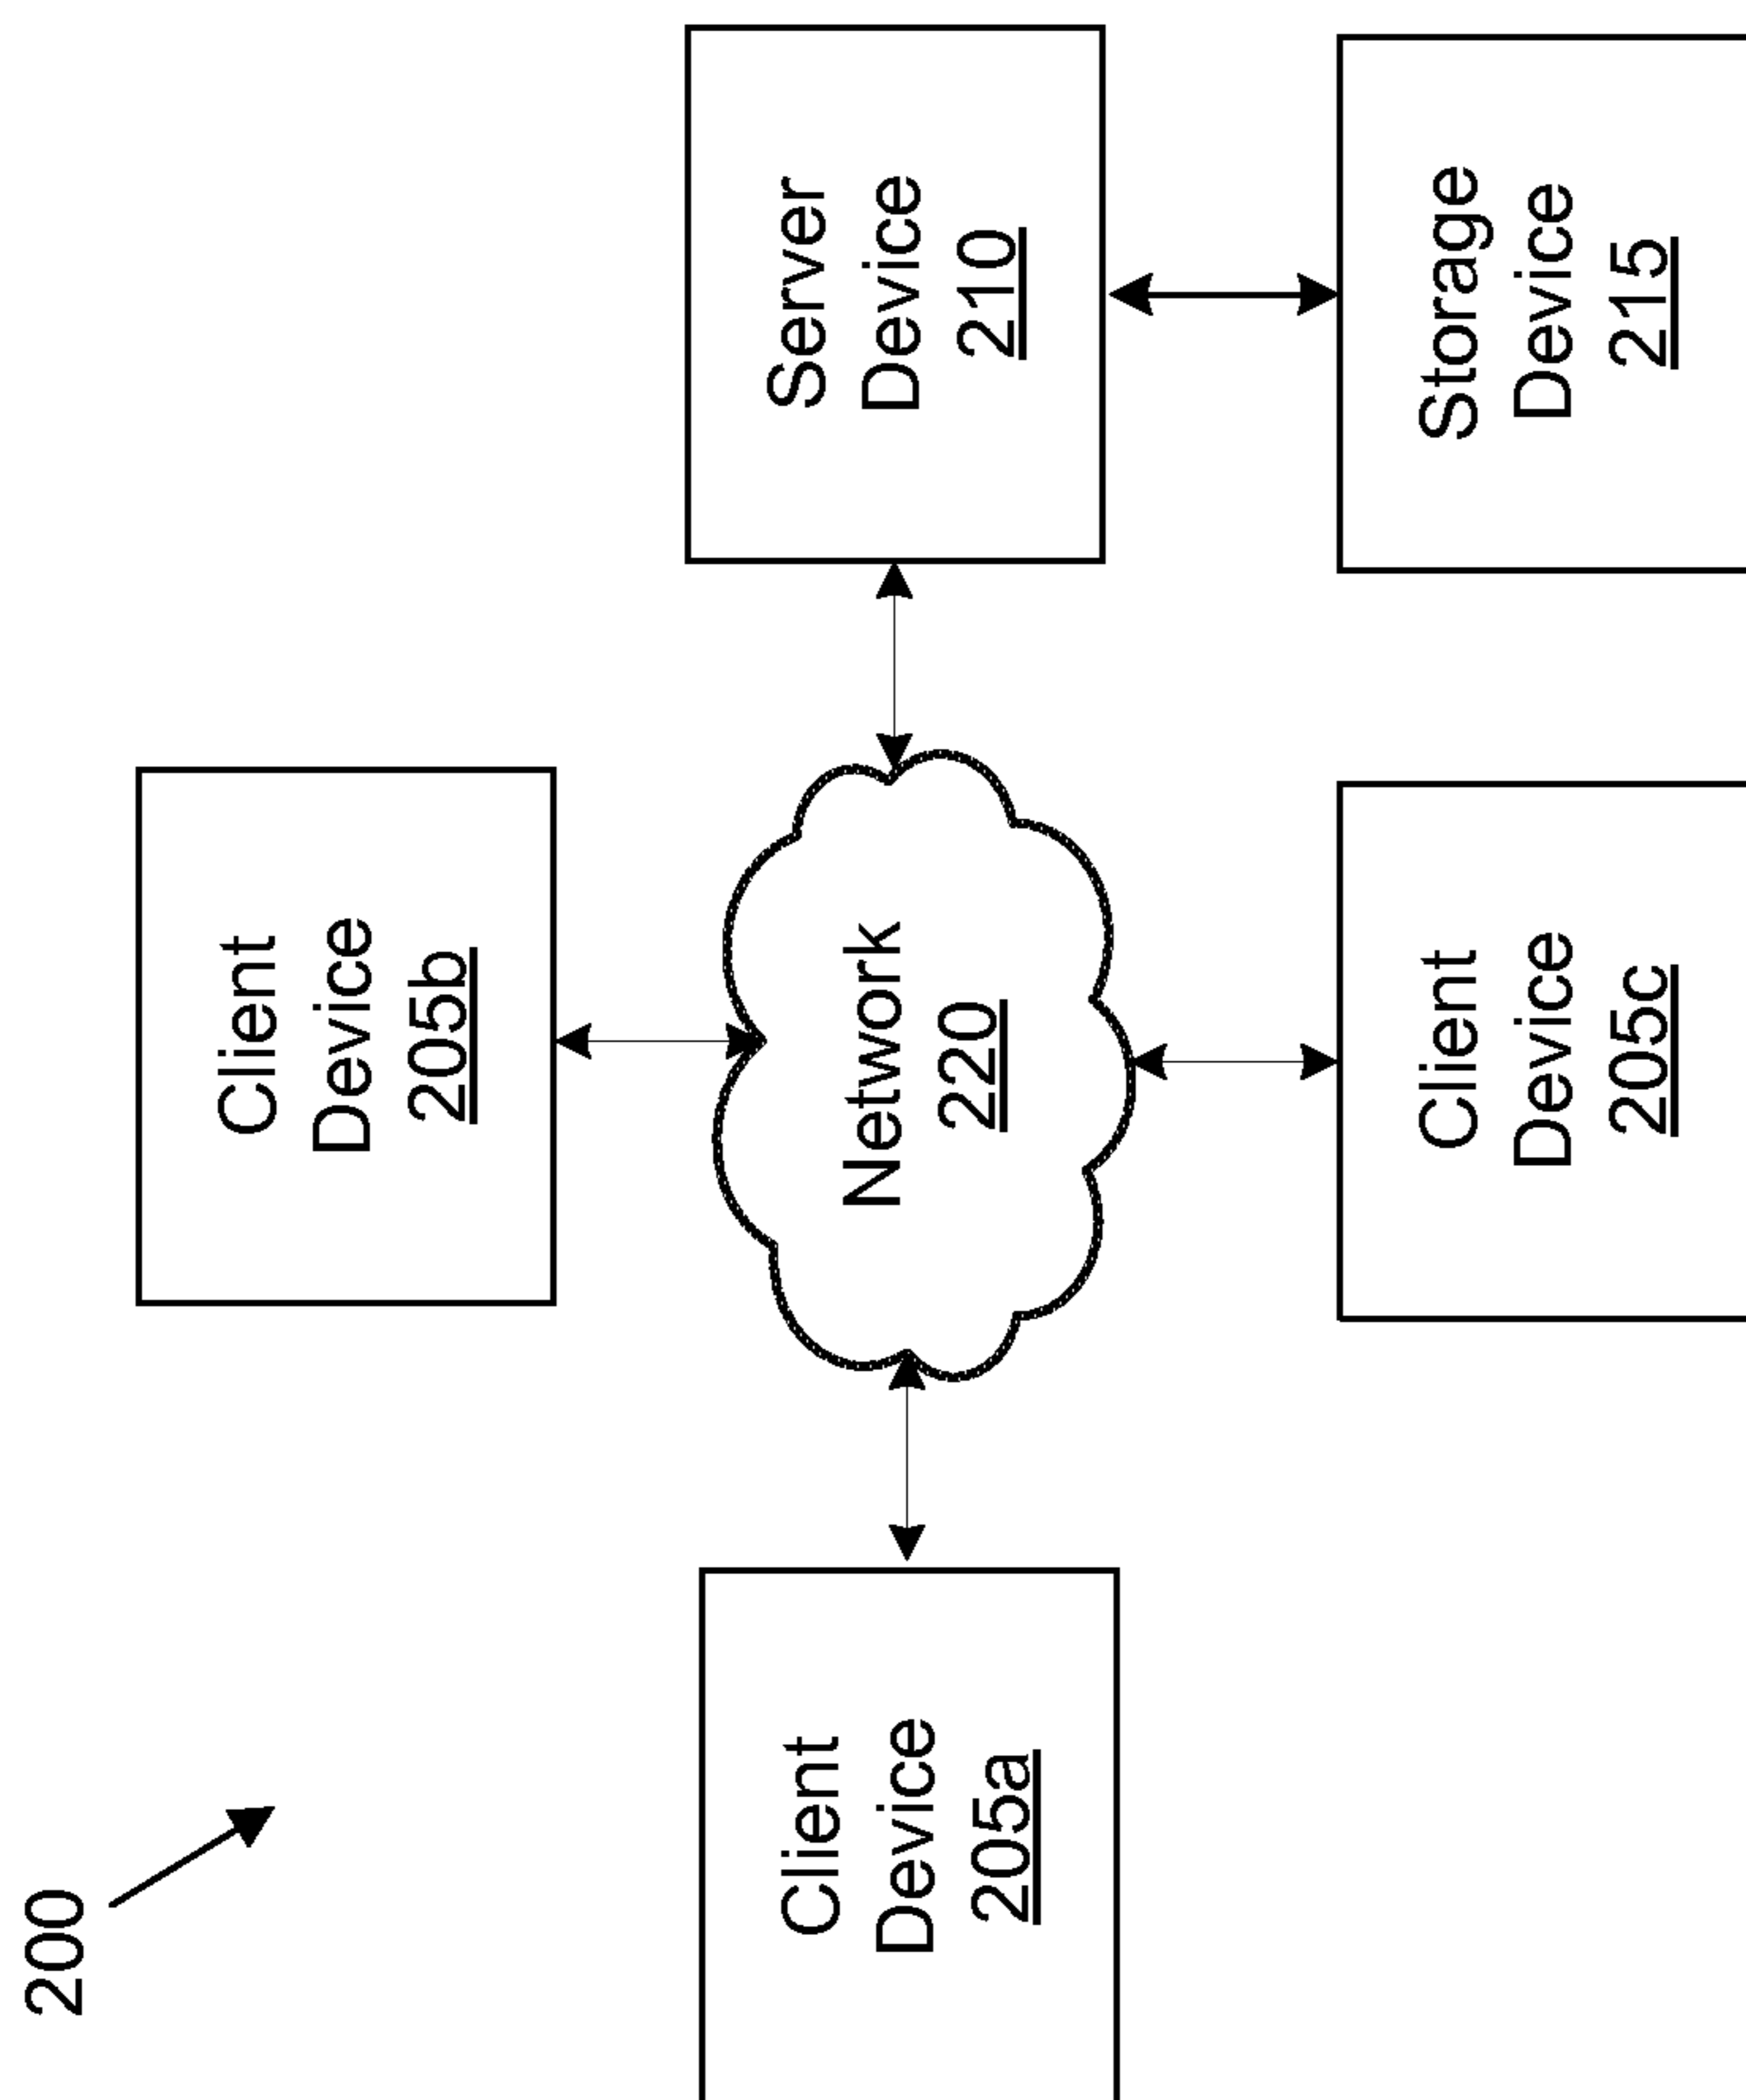 200
Client
Device
205b
Client
Device
205a
Network
220
Server
Device
210
Client
Device
205c
Storage
Device
215